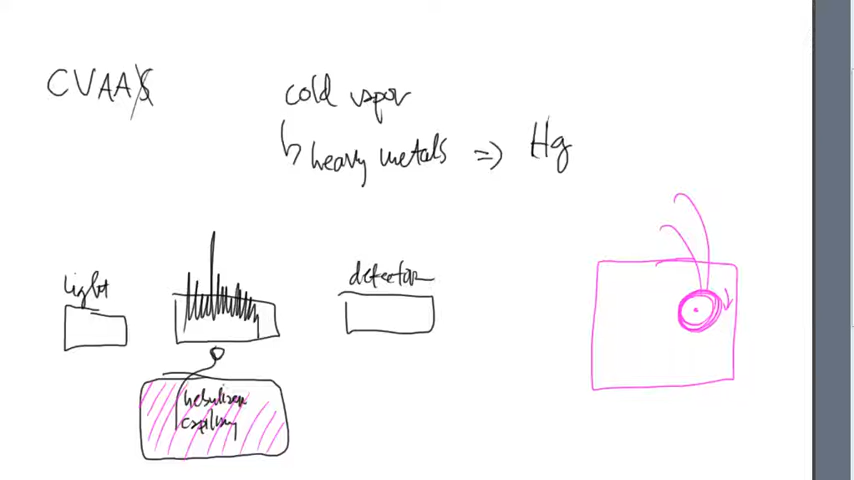 CVAAS
cold vapor
↳ heavy metals => Hg
light
detector
nebulizer
capillary